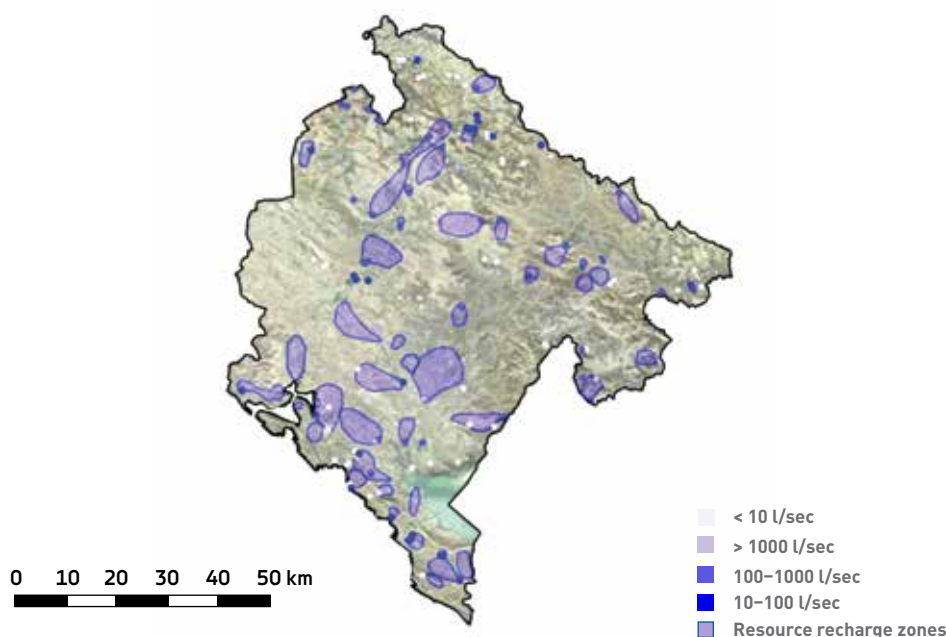 < 10 l/sec
> 1000 l/sec
100–1000 l/sec
10–100 l/sec
Resource recharge zones
0 10 20 30 40 50 km